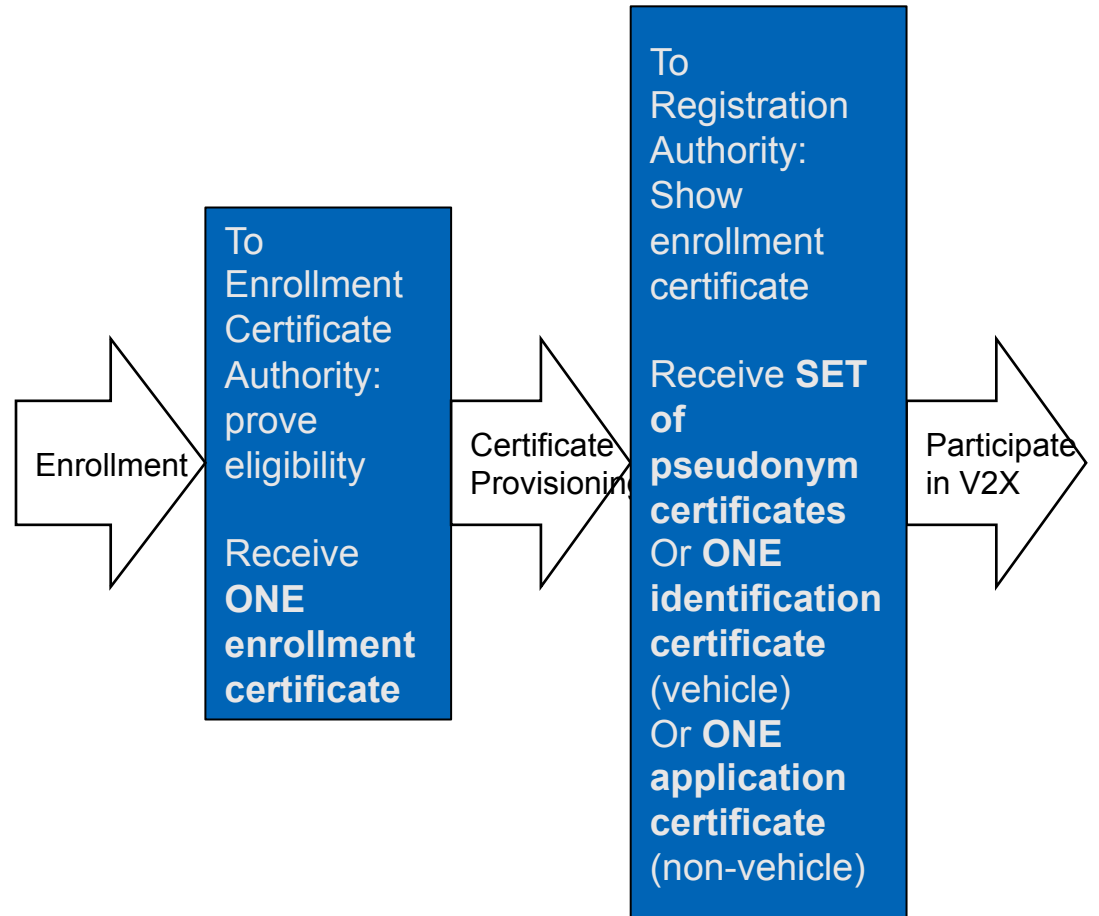 Enrollment
To
Enrollment
Certificate
Authority:
prove
eligibility
Receive
ONE
enrollment
certificate
Certificate
Provisioning
To
Registration
Authority:
Show
enrollment
certificate
Receive SET
of
pseudonym
certificates
Or ONE
identification
certificate
(vehicle)
Or ONE
application
certificate
(non-vehicle)
Participate
in V2X